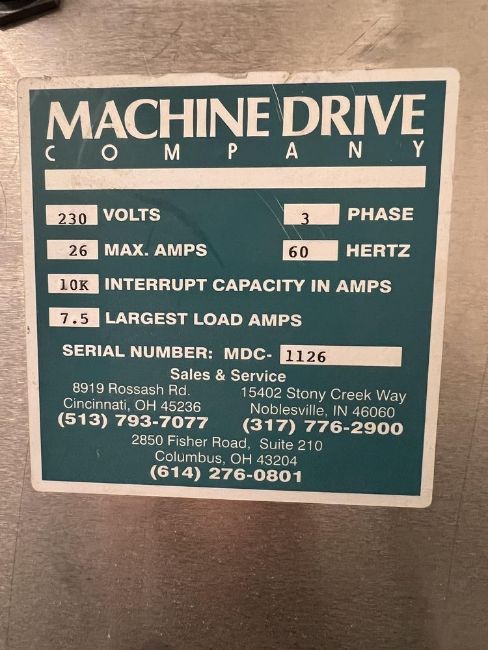 MACHINE DRIVE
COMPANY
230 VOLTS 3 PHASE
26 MAX. AMPS 60 HERTZ
10K INTERRUPT CAPACITY IN AMPS
7.5 LARGEST LOAD AMPS
SERIAL NUMBER: MDC- 1126
Sales & Service
8919 Rossash Rd. 15402 Stony Creek Way
Cincinnati, OH 45236 Noblesville, IN 46060
(513) 793-7077 (317) 776-2900
2850 Fisher Road, Suite 210
Columbus, OH 43204
(614) 276-0801